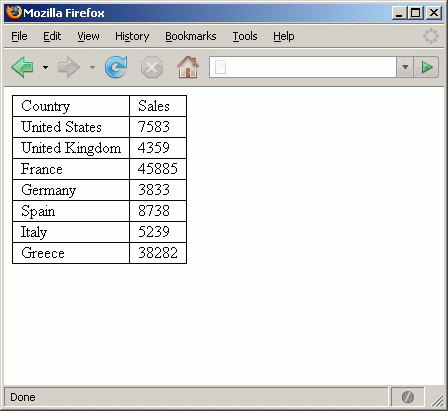 Mozilla Firefox
File Edit View History Bookmarks Tools Help
Country Sales
United States 7583
United Kingdom 4359
France 45885
Germany 3833
Spain 8738
Italy 5239
Greece 38282
Done